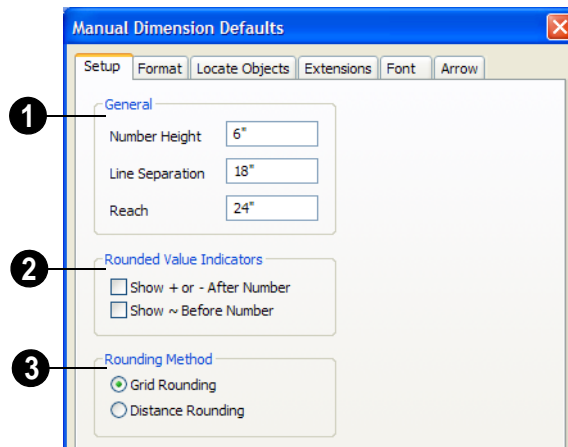 Manual Dimension Defaults
Setup Format Locate Objects Extensions Font Arrow
1
General
Number Height 6"
Line Separation 18"
Reach 24"
2
Rounded Value Indicators
Show + or - After Number
Show ~ Before Number
3
Rounding Method
Grid Rounding
Distance Rounding